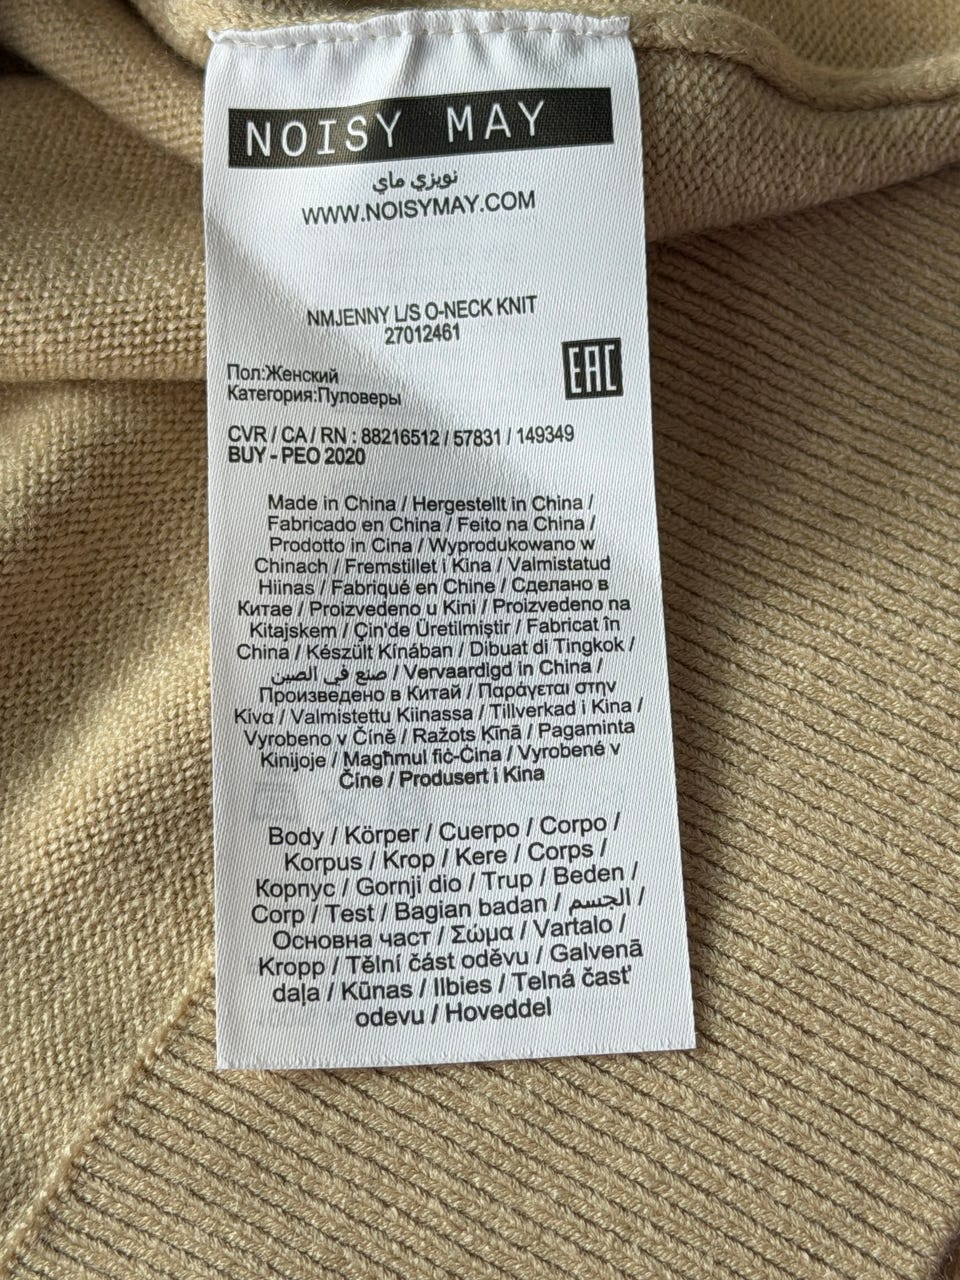 NOISY MAY
نويزي ماي
WWW.NOISYMAY.COM
NMJENNY L/S O-NECK KNIT
27012461
EAC
Пол:Женский
Категория:Пуловеры
CVR / CA / RN : 88216512 / 57831 / 149349
BUY - PEO 2020
Made in China / Hergestellt in China /
Fabricado en China / Feito na China /
Prodotto in Cina / Wyprodukowano w
Chinach / Fremstillet i Kina / Valmistatud
Hiinas / Fabriqué en Chine / Сделано в
Китае / Proizvedeno u Kini / Proizvedeno na
Kitajskem / Çin'de Üretilmiştir / Fabricat în
China / Készült Kínában / Dibuat di Tingkok /
صنع في الصين / Vervaardigd in China /
Произведено в Китай / Παράγεται στην
Κίνα / Valmistettu Kiinassa / Tillverkad i Kina /
Vyrobeno v Číně / Ražots Ķīnā / Pagaminta
Kinijoje / Magħmul fiċ-Ċina / Vyrobené v
Číne / Produsert i Kina
Body / Körper / Cuerpo / Corpo /
Korpus / Krop / Kere / Corps /
Корпус / Gornji dio / Trup / Beden /
Corp / Test / Bagian badan / الجسم /
Основна част / Σώμα / Vartalo /
Kropp / Tělní část oděvu / Galvenā
daļa / Kūnas / Ilbies / Telná časť
odevu / Hoveddel